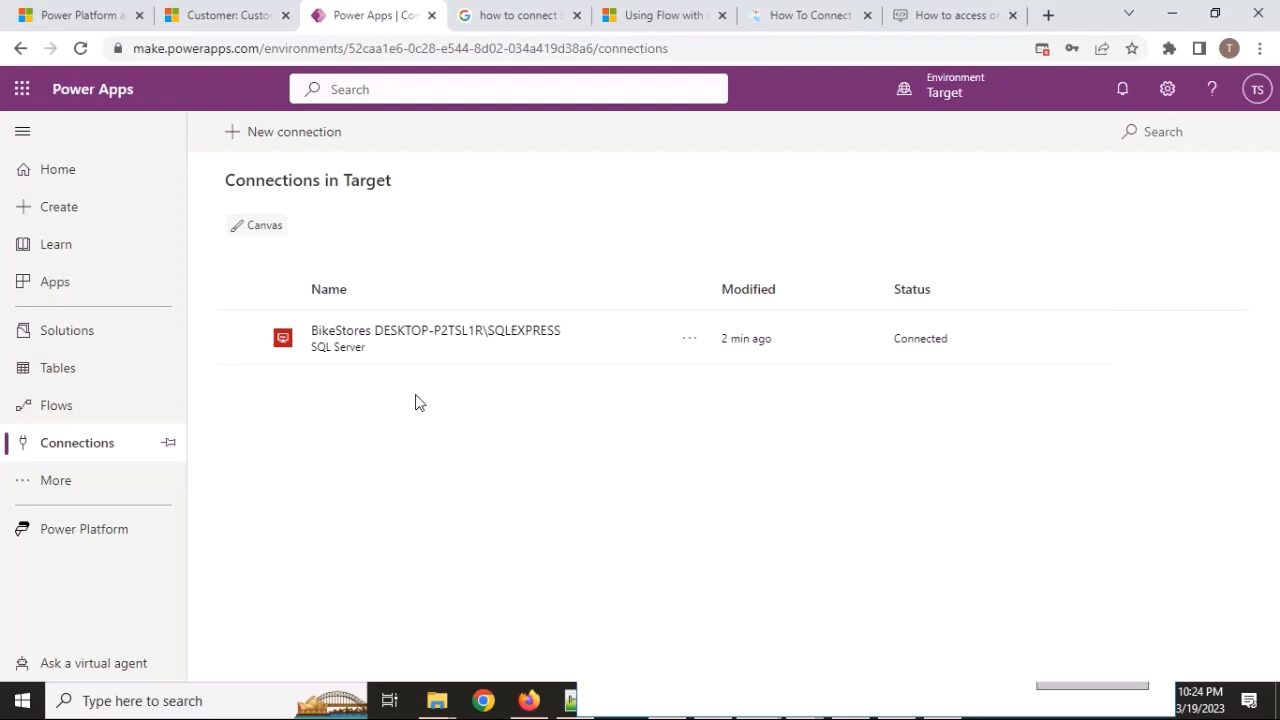 Power Platform a
Customer: Custo
Power Apps | Co
how to connect s
Using Flow with
How To Connect
How to access o
make.powerapps.com/environments/52caa1e6-0c28-e544-8d02-034a419d38a6/connections
T
Power Apps
Search
Environment
Target
?
TS
New connection
Search
Home
Create
Learn
Apps
Solutions
Tables
Flows
Connections
More
Power Platform
Ask a virtual agent
Connections in Target
Canvas
Name
Modified
Status
BikeStores DESKTOP-P2TSL1R\SQLEXPRESS
SQL Server
2 min ago
Connected
Type here to search
10:24 PM
3/19/2023